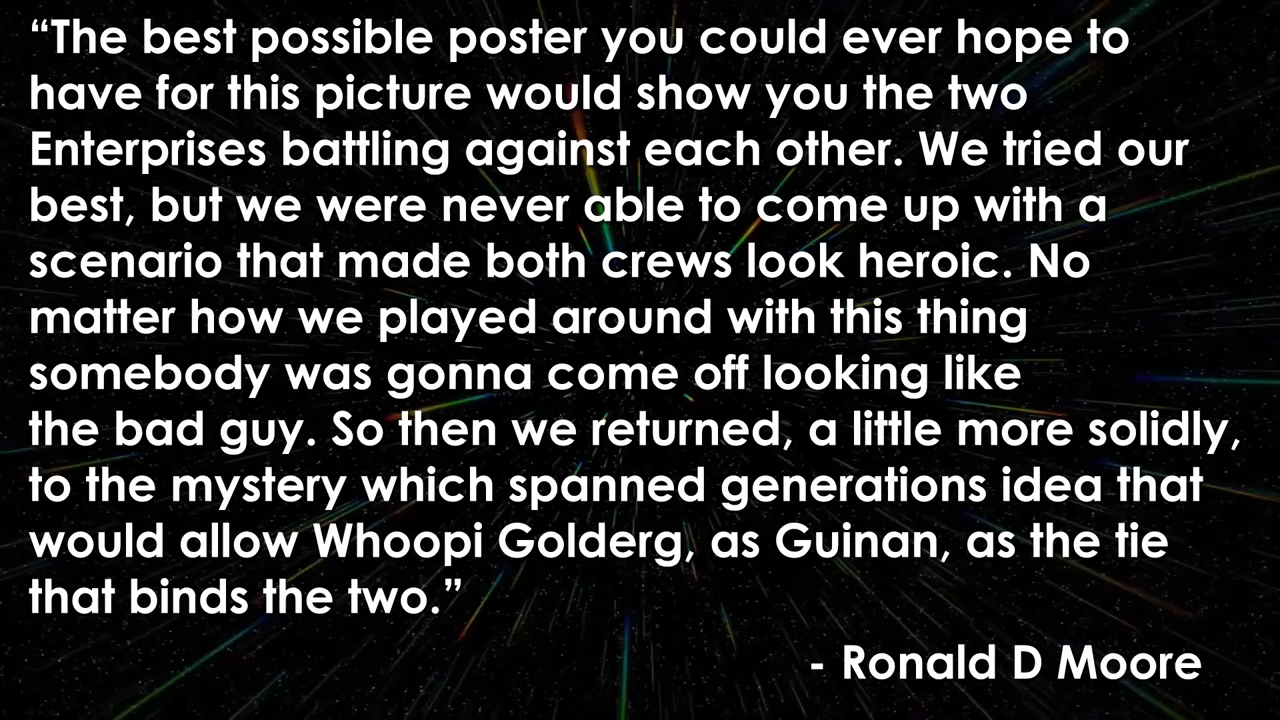 “The best possible poster you could ever hope to
have for this picture would show you the two
Enterprises battling against each other. We tried our
best, but we were never able to come up with a
scenario that made both crews look heroic. No
matter how we played around with this thing
somebody was gonna come off looking like
the bad guy. So then we returned, a little more solidly,
to the mystery which spanned generations idea that
would allow Whoopi Golderg, as Guinan, as the tie
that binds the two.”
- Ronald D Moore